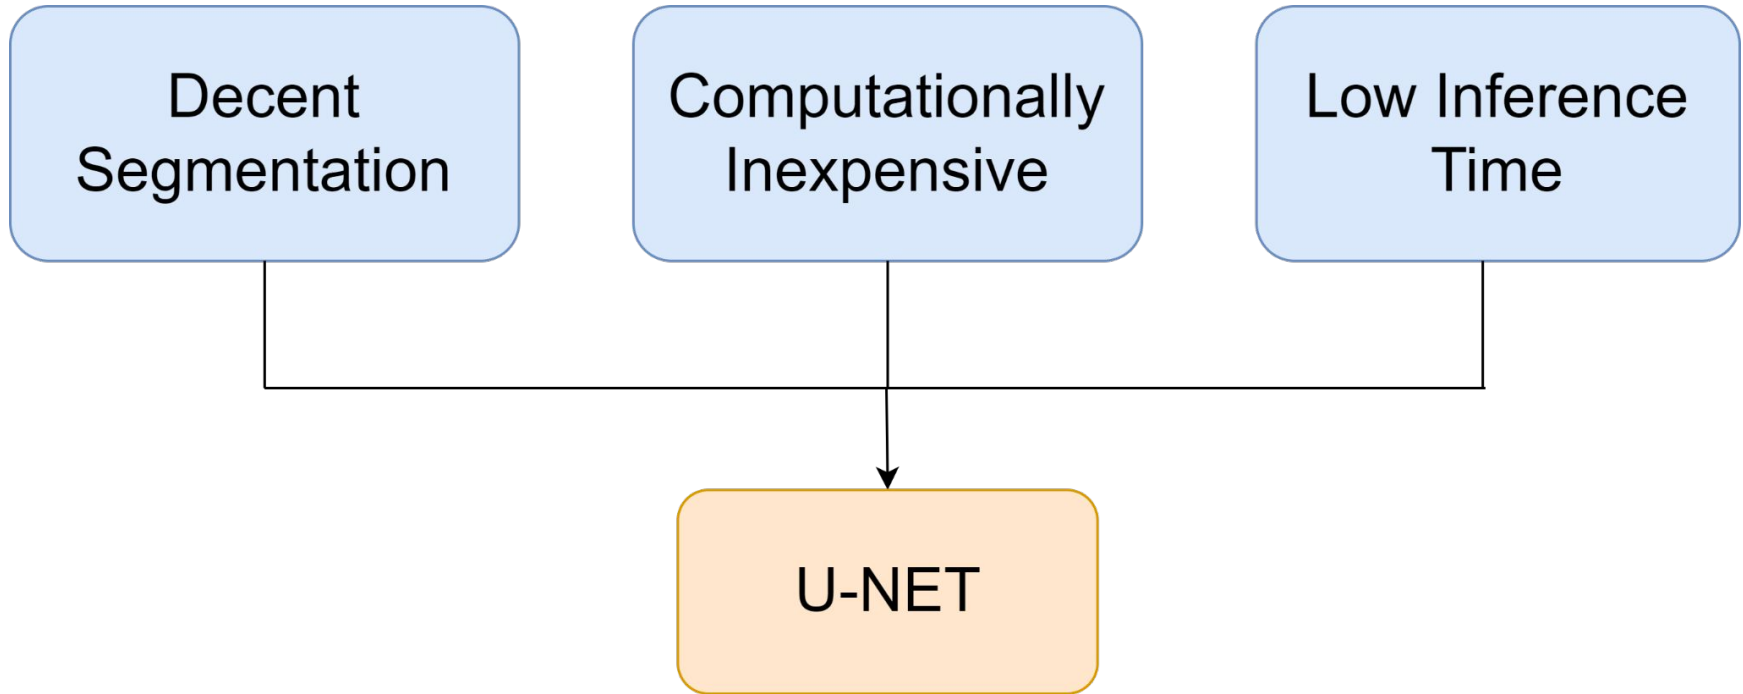 Decent
Segmentation
Computationally
Inexpensive
Low Inference
Time
U-NET